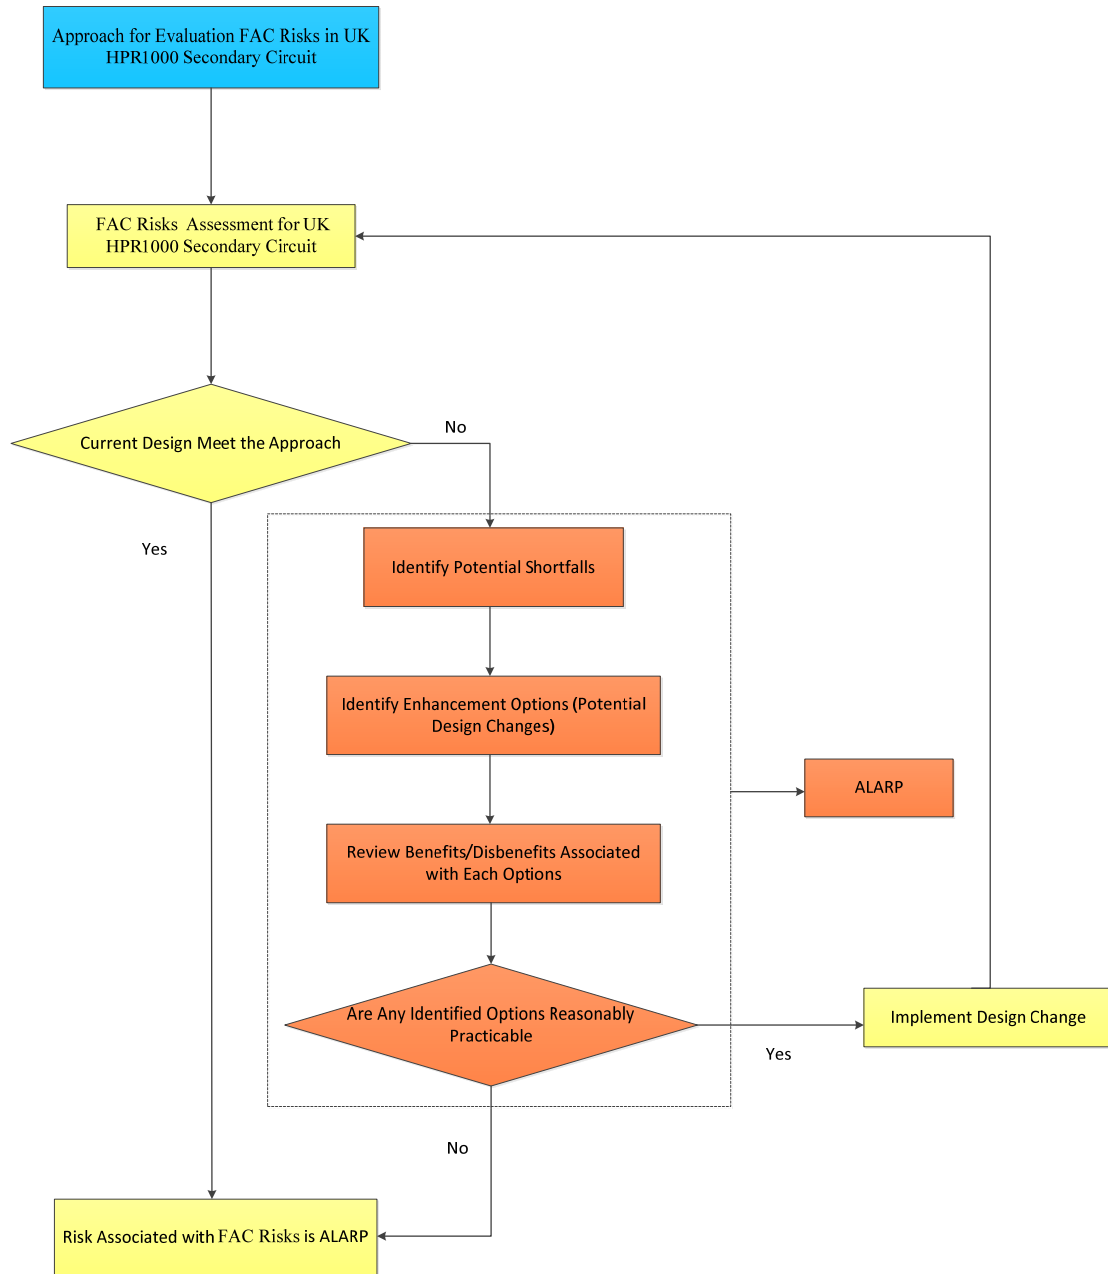 Approach for Evaluation FAC Risks in UK
HPR1000 Secondary Circuit
FAC Risks Assessment for UK
HPR1000 Secondary Circuit
Current Design Meet the Approach
No
Yes
Identify Potential Shortfalls
Identify Enhancement Options (Potential
Design Changes)
ALARP
Review Benefits/Disbenefits Associated
with Each Options
Are Any Identified Options Reasonably
Practicable
Implement Design Change
Yes
No
Risk Associated with FAC Risks is ALARP